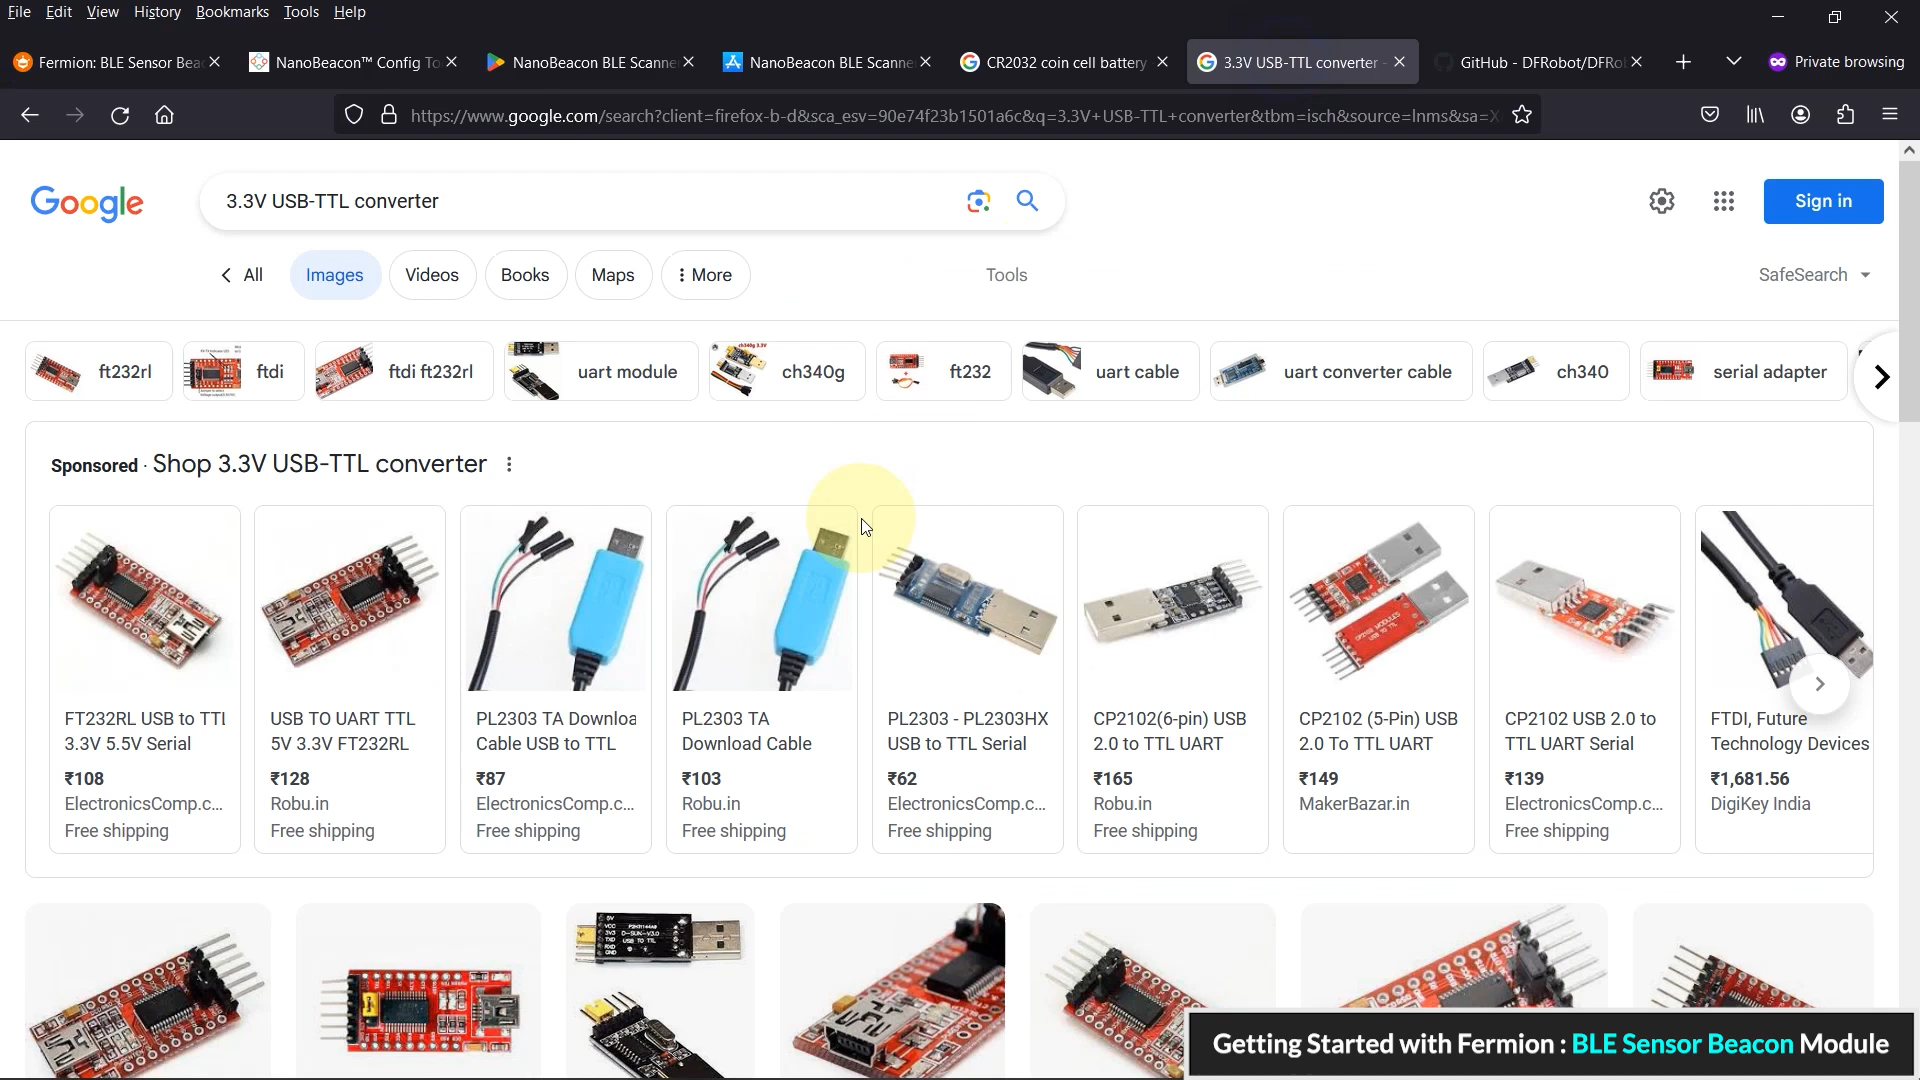 File Edit View History Bookmarks Tools Help
Fermion: BLE Sensor Beac
NanoBeacon™ Config To
NanoBeacon BLE Scanne
NanoBeacon BLE Scanne
CR2032 coin cell battery
3.3V USB-TTL converter -
GitHub - DFRobot/DFRo
Private browsing
https://www.google.com/search?client=firefox-b-d&sca_esv=90e74f23b1501a6c&q=3.3V+USB-TTL+converter&tbm=isch&source=lnms&sa=X
Google
3.3V USB-TTL converter
Sign in
All Images Videos Books Maps More Tools SafeSearch
ft232rl
ftdi
ftdi ft232rl
uart module
ch340g
ft232
uart cable
uart converter cable
ch340
serial adapter
Sponsored · Shop 3.3V USB-TTL converter
FT232RL USB to TTL
3.3V 5.5V Serial
₹108
ElectronicsComp.c...
Free shipping
USB TO UART TTL
5V 3.3V FT232RL
₹128
Robu.in
Free shipping
PL2303 TA Downloa
Cable USB to TTL
₹87
ElectronicsComp.c...
Free shipping
PL2303 TA
Download Cable
₹103
Robu.in
Free shipping
PL2303 - PL2303HX
USB to TTL Serial
₹62
ElectronicsComp.c...
Free shipping
CP2102(6-pin) USB
2.0 to TTL UART
₹165
Robu.in
Free shipping
CP2102 (5-Pin) USB
2.0 To TTL UART
₹149
MakerBazar.in
CP2102 USB 2.0 to
TTL UART Serial
₹139
ElectronicsComp.c...
Free shipping
FTDI, Future
Technology Devices
₹1,681.56
DigiKey India
Getting Started with Fermion : BLE Sensor Beacon Module